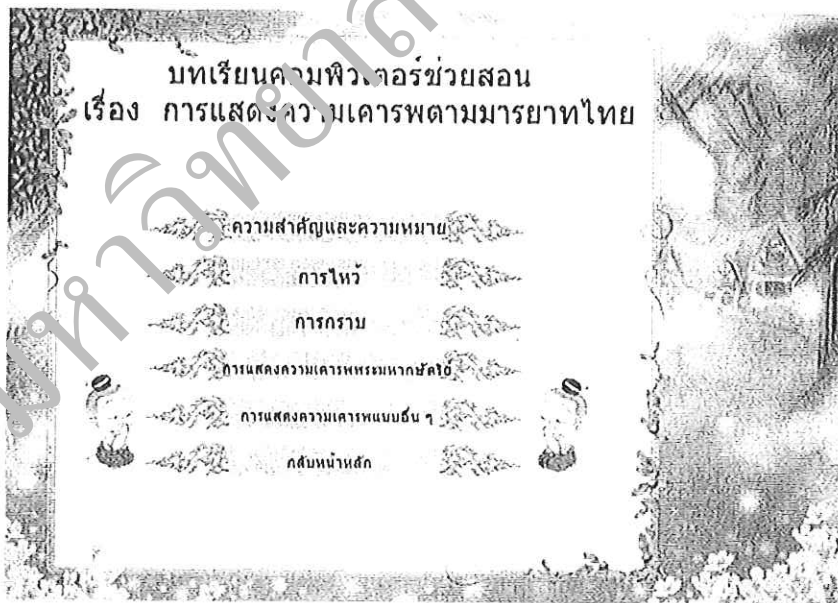 บทเรียนคอมพิวเตอร์ช่วยสอน
เรื่อง การแสดงความเคารพตามมารยาทไทย
ความสำคัญและความหมาย
การไหว้
การกราบ
การแสดงความเคารพพระมหากษัตริย์
การแสดงความเคารพแบบอื่น ๆ
กลับหน้าหลัก